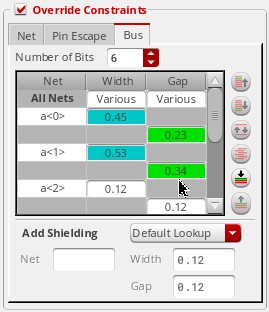 Override Constraints
Net Pin Escape Bus
Number of Bits 6
Net Width Gap
All Nets Various Various
a<0> 0.45
0.23
a<1> 0.53
0.34
a<2> 0.12
0.12
Add Shielding Default Lookup
Net Width 0.12
Gap 0.12